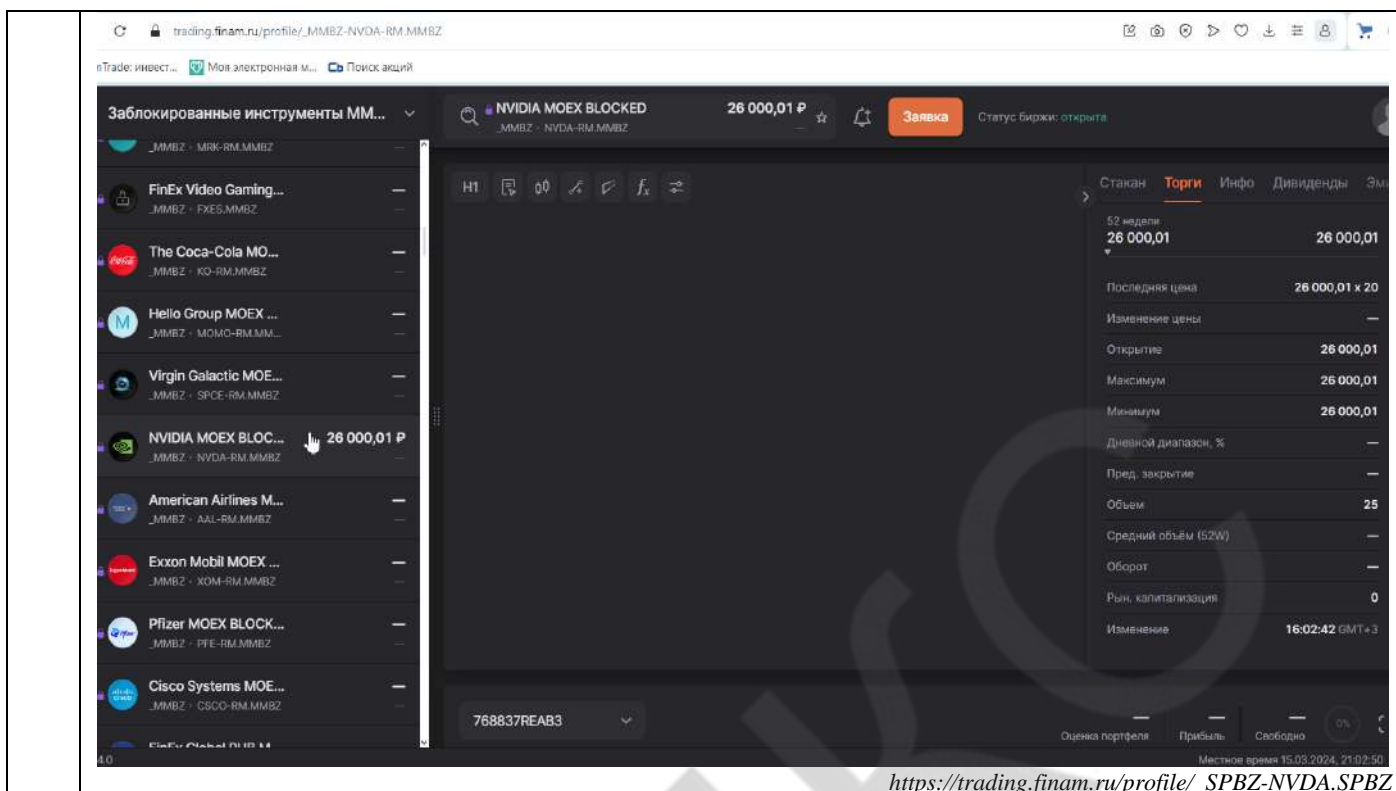 trading.finam.ru/profile/_MMBZ-NVDA-RM.MMBZ
nTrade: инвест... Моя электронная м... Поиск акций
Заблокированные инструменты MM...
_MMBZ · MRK-RM.MMBZ —
FinEx Video Gaming... —
_MMBZ · FXES.MMBZ —
The Coca-Cola MO... —
_MMBZ · KO-RM.MMBZ —
Hello Group MOEX ... —
_MMBZ · MOMO-RM.MM... —
Virgin Galactic MOE... —
_MMBZ · SPCE-RM.MMBZ —
NVIDIA MOEX BLOC... 26 000,01 ₽
_MMBZ · NVDA-RM.MMBZ —
American Airlines M... —
_MMBZ · AAL-RM.MMBZ —
Exxon Mobil MOEX ... —
_MMBZ · XOM-RM.MMBZ —
Pfizer MOEX BLOCK... —
_MMBZ · PFE-RM.MMBZ —
Cisco Systems MOE... —
_MMBZ · CSCO-RM.MMBZ —
4.0
NVIDIA MOEX BLOCKED 26 000,01 ₽
_MMBZ · NVDA-RM.MMBZ —
Заявка
Статус биржи: открыта
H1
Стакан Торги Инфо Дивиденды Эм
52 недели
26 000,01 26 000,01
Последняя цена 26 000,01 x 20
Изменение цены —
Открытие 26 000,01
Максимум 26 000,01
Минимум 26 000,01
Дневной диапазон, % —
Пред. закрытие —
Объем 25
Средний объём (52W) —
Оборот —
Рын. капитализация 0
Изменение 16:02:42 GMT+3
768837REAB3
— — — 0%
Оценка портфеля Прибыль Свободно
Местное время 15.03.2024, 21:02:50
https://trading.finam.ru/profile/_SPBZ-NVDA.SPBZ